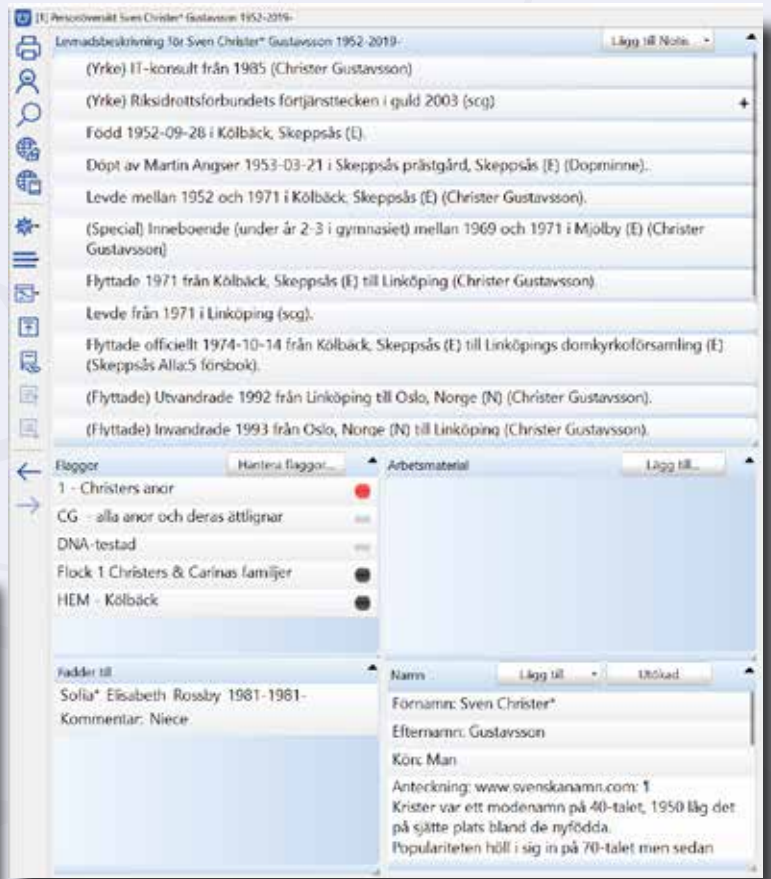 [1] Personöversikt Sven Christer* Gustavsson 1952-2019-
Levnadsbeskrivning för Sven Christer* Gustavsson 1952-2019-
Lägg till Notis...
(Yrke) IT-konsult från 1985 (Christer Gustavsson)
(Yrke) Riksidrottsförbundets förtjänsttecken i guld 2003 (scg)
+
Född 1952-09-28 i Kölbäck, Skeppsås (E).
Döpt av Martin Angser 1953-03-21 i Skeppsås prästgård, Skeppsås (E) (Dopminne).
Levde mellan 1952 och 1971 i Kölbäck, Skeppsås (E) (Christer Gustavsson).
(Special) Inneboende (under år 2-3 i gymnasiet) mellan 1969 och 1971 i Mjölby (E) (Christer
Gustavsson)
Flyttade 1971 från Kölbäck, Skeppsås (E) till Linköping (Christer Gustavsson)
Levde från 1971 i Linköping (scg).
Flyttade officiellt 1974-10-14 från Kölbäck, Skeppsås (E) till Linköpings domkyrkoförsamling (E)
(Skeppsås AIIa:5 försbok).
(Flyttade) Utvandrade 1992 från Linköping till Oslo, Norge (N) (Christer Gustavsson).
(Flyttade) Invandrade 1993 från Oslo, Norge (N) till Linköping (Christer Gustavsson).
Flaggor
Hantera flaggor...
Arbetsmaterial
Lägg till...
1 - Christers anor
CG - alla anor och deras ättlignar
DNA-testad
Flock 1 Christers & Carinas familjer
HEM - Kölbäck
Fadder till
Sofia* Elisabeth Rossby 1981-1981-
Kommentar: Niece
Namn
Lägg till
Utökad
Förnamn: Sven Christer*
Efternamn: Gustavsson
Kön: Man
Anteckning: www.svenskanamn.com: ¶
Krister var ett modenamn på 40-talet, 1950 låg det
på sjätte plats bland de nyfödda.
Populariteten höll i sig in på 70-talet men sedan